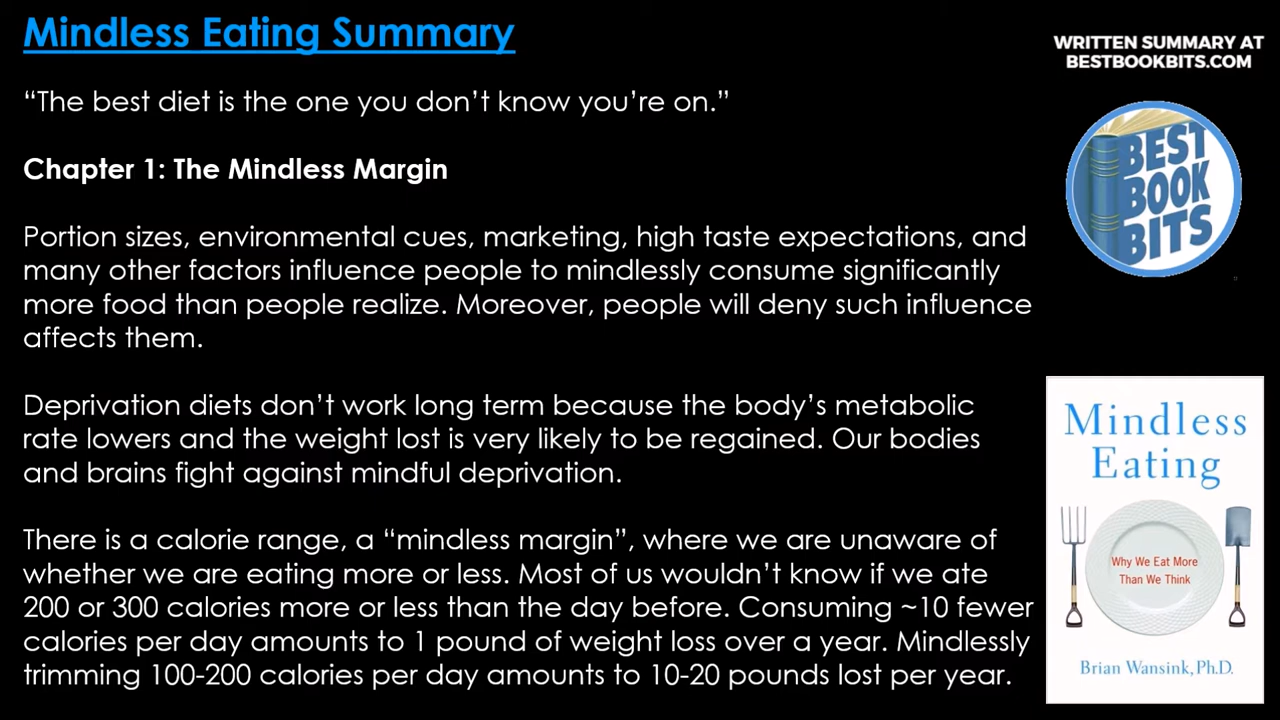 Mindless Eating Summary
WRITTEN SUMMARY AT
BESTBOOKBITS.COM
“The best diet is the one you don’t know you’re on.”
BEST
BOOK
BITS
Chapter 1: The Mindless Margin
Portion sizes, environmental cues, marketing, high taste expectations, and
many other factors influence people to mindlessly consume significantly
more food than people realize. Moreover, people will deny such influence
affects them.
Deprivation diets don’t work long term because the body’s metabolic
rate lowers and the weight lost is very likely to be regained. Our bodies
and brains fight against mindful deprivation.
There is a calorie range, a “mindless margin”, where we are unaware of
whether we are eating more or less. Most of us wouldn’t know if we ate
200 or 300 calories more or less than the day before. Consuming ~10 fewer
calories per day amounts to 1 pound of weight loss over a year. Mindlessly
trimming 100-200 calories per day amounts to 10-20 pounds lost per year.
Mindless
Eating
Why We Eat More
Than We Think
Brian Wansink, Ph.D.